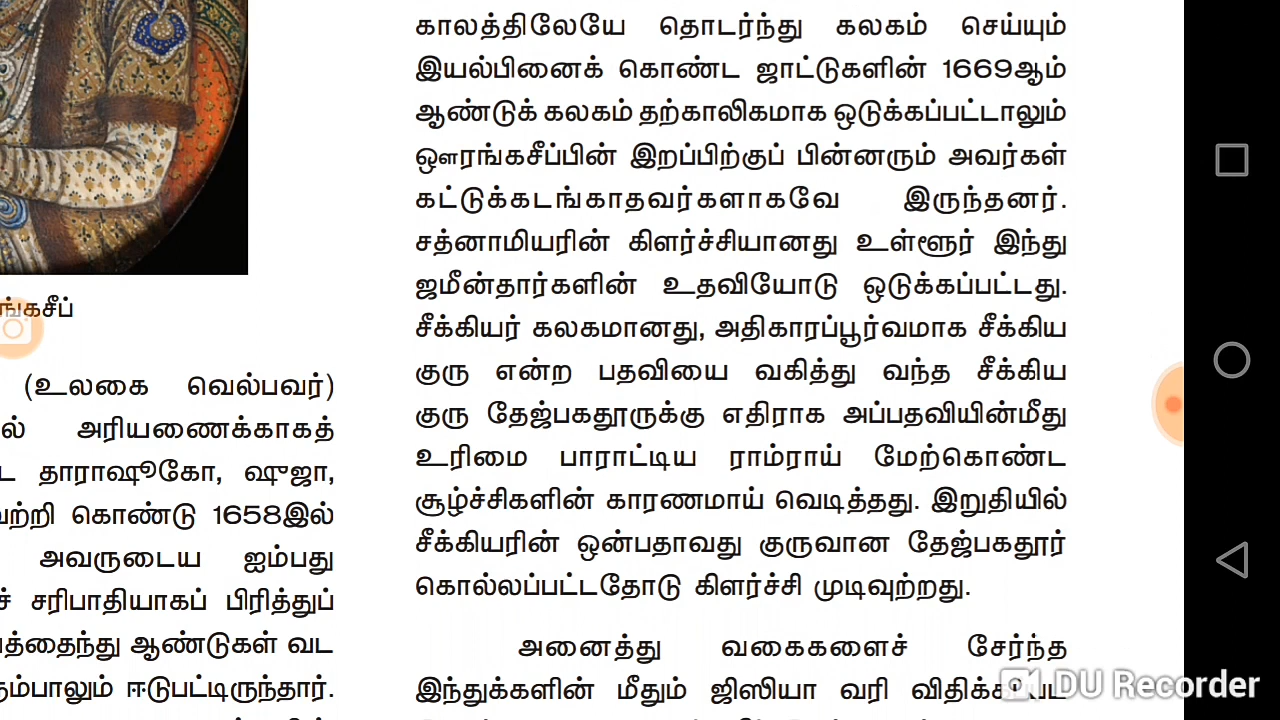 ங்கசீப்
(உலகை வெல்பவர்)
ல் அரியணைக்காகத்
ட தாராஷூகோ, ஷுஜா,
வற்றி கொண்டு 1658இல்
அவருடைய ஐம்பது
ச் சரிபாதியாகப் பிரித்துப்
பத்தைந்து ஆண்டுகள் வட
ரும்பாலும் ஈடுபட்டிருந்தார்.
காலத்திலேயே தொடர்ந்து கலகம் செய்யும்
இயல்பினைக் கொண்ட ஜாட்டுகளின் 1669ஆம்
ஆண்டுக் கலகம் தற்காலிகமாக ஒடுக்கப்பட்டாலும்
ஔரங்கசீப்பின் இறப்பிற்குப் பின்னரும் அவர்கள்
கட்டுக்கடங்காதவர்களாகவே இருந்தனர்.
சத்னாமியரின் கிளர்ச்சியானது உள்ளூர் இந்து
ஜமீன்தார்களின் உதவியோடு ஒடுக்கப்பட்டது.
சீக்கியர் கலகமானது, அதிகாரப்பூர்வமாக சீக்கிய
குரு என்ற பதவியை வகித்து வந்த சீக்கிய
குரு தேஜ்பகதூருக்கு எதிராக அப்பதவியின்மீது
உரிமை பாராட்டிய ராம்ராய் மேற்கொண்ட
சூழ்ச்சிகளின் காரணமாய் வெடித்தது. இறுதியில்
சீக்கியரின் ஒன்பதாவது குருவான தேஜ்பகதூர்
கொல்லப்பட்டதோடு கிளர்ச்சி முடிவுற்றது.
அனைத்து வகைகளைச் சேர்ந்த
இந்துக்களின் மீதும் ஜிஸியா வரி
DU Recorder